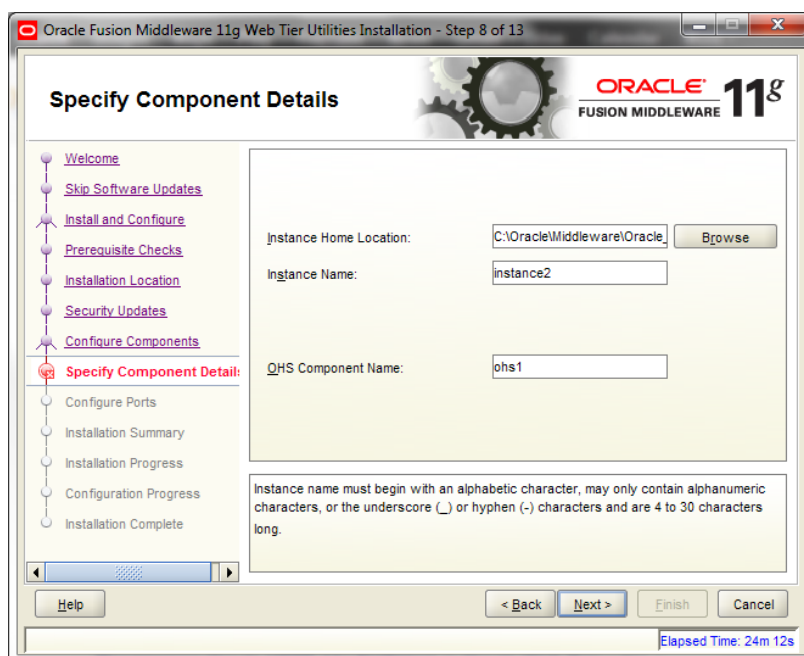 Oracle Fusion Middleware 11g Web Tier Utilities Installation - Step 8 of 13
Specify Component Details
ORACLE
FUSION MIDDLEWARE 11g
Welcome
Skip Software Updates
Install and Configure
Prerequisite Checks
Installation Location
Security Updates
Configure Components
Specify Component Detail
Configure Ports
Installation Summary
Installation Progress
Configuration Progress
Installation Complete
Instance Home Location: C:\Oracle\Middleware\Oracle_ Browse
Instance Name: instance2
OHS Component Name: ohs1
Instance name must begin with an alphabetic character, may only contain alphanumeric
characters, or the underscore (_) or hyphen (-) characters and are 4 to 30 characters
long.
Help < Back Next > Finish Cancel
Elapsed Time: 24m 12s